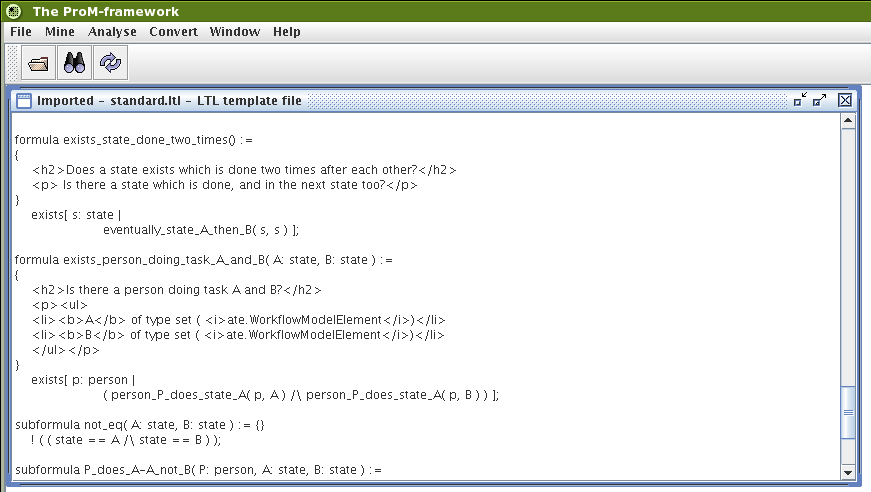 The ProM-framework
File Mine Analyse Convert Window Help
Imported - standard.ltl - LTL template file
formula exists_state_done_two_times() :=
{
<h2>Does a state exists which is done two times after each other?</h2>
<p> Is there a state which is done, and in the next state too?</p>
}
exists[ s: state |
eventually_state_A_then_B( s, s ) ];
formula exists_person_doing_task_A_and_B( A: state, B: state ) :=
{
<h2>Is there a person doing task A and B?</h2>
<p><ul>
<li><b>A</b> of type set ( <i>ate.WorkflowModelElement</i>)</li>
<li><b>B</b> of type set ( <i>ate.WorkflowModelElement</i>)</li>
</ul></p>
}
exists[ p: person |
( person_P_does_state_A( p, A ) /\ person_P_does_state_A( p, B ) ) ];
subformula not_eq( A: state, B: state ) := {}
! ( ( state == A /\ state == B ) );
subformula P_does_A-A_not_B( P: person, A: state, B: state ) :=